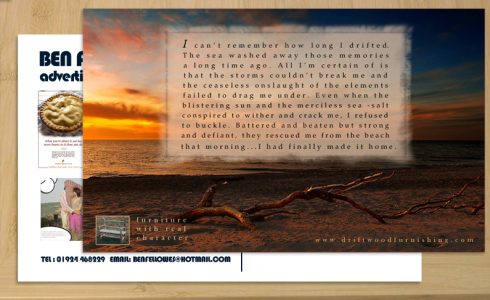 BEN F
advertis
I can't remember how long I drifted.
The sea washed away those memories
a long time ago. All I'm certain of is
that the storms couldn't break me and
the ceaseless onslaught of the elements
failed to drag me under. Even when the
blistering sun and the merciless sea -salt
conspired to wither and crack me, I refused
to buckle. Battered and beaten but strong
and defiant, they rescued me from the beach
that morning...I had finally made it home.
furniture
with real
character
www.driftwoodfurnishing.com
TEL : 01924 468229 EMAIL: BENFELLOWES@HOTMAIL.COM